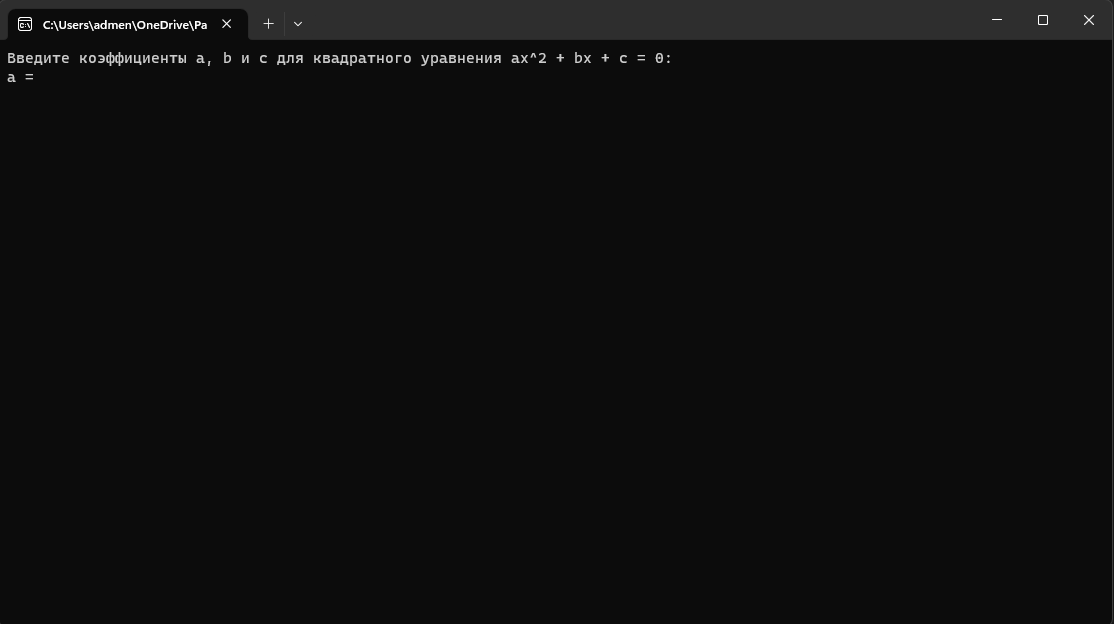 C:\Users\admen\OneDrive\Pa
Введите коэффициенты a, b и c для квадратного уравнения ax^2 + bx + c = 0:
a =